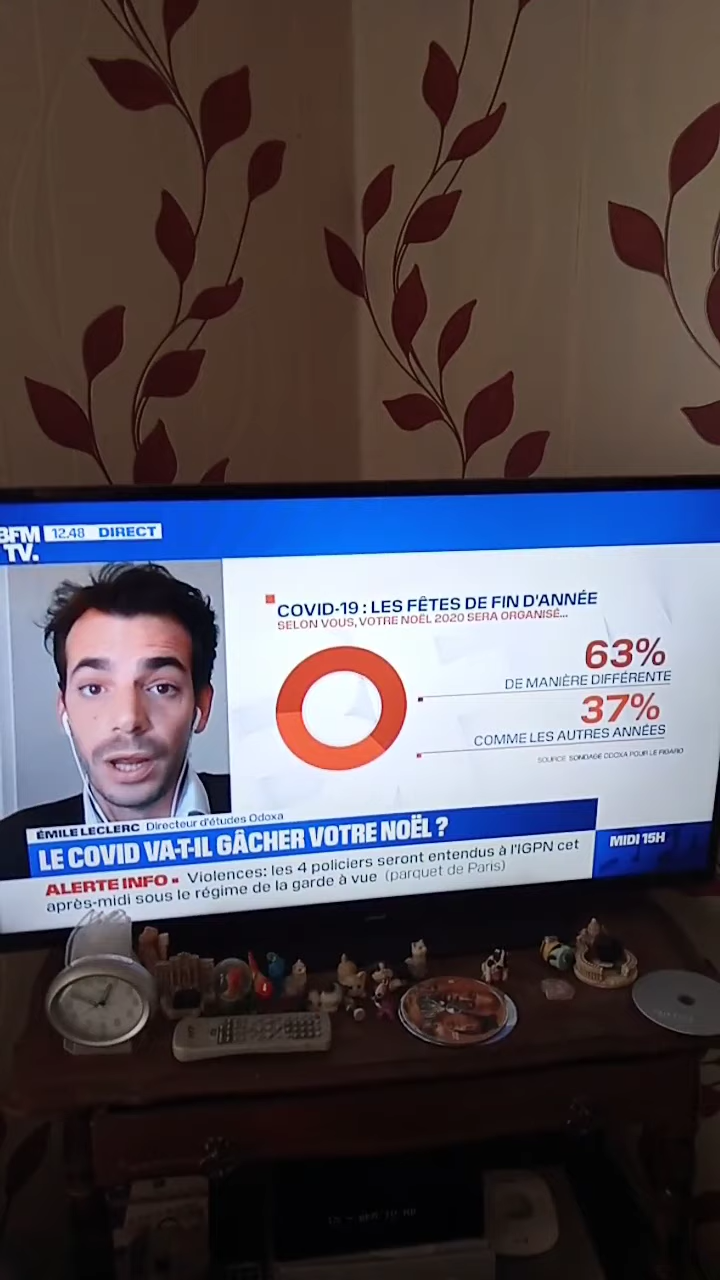 BFM
TV.
12.48 DIRECT
COVID-19 : LES FÊTES DE FIN D'ANNÉE
SELON VOUS, VOTRE NOËL 2020 SERA ORGANISÉ...
63%
DE MANIÈRE DIFFÉRENTE
37%
COMME LES AUTRES ANNÉES
SOURCE SONDAGE ODOXA POUR LE FIGARO
ÉMILE LECLERC Directeur d'études Odoxa
LE COVID VA-T-IL GÂCHER VOTRE NOËL ?
MIDI 15H
ALERTE INFO Violences: les 4 policiers seront entendus à l'IGPN cet
après-midi sous le régime de la garde à vue (parquet de Paris)